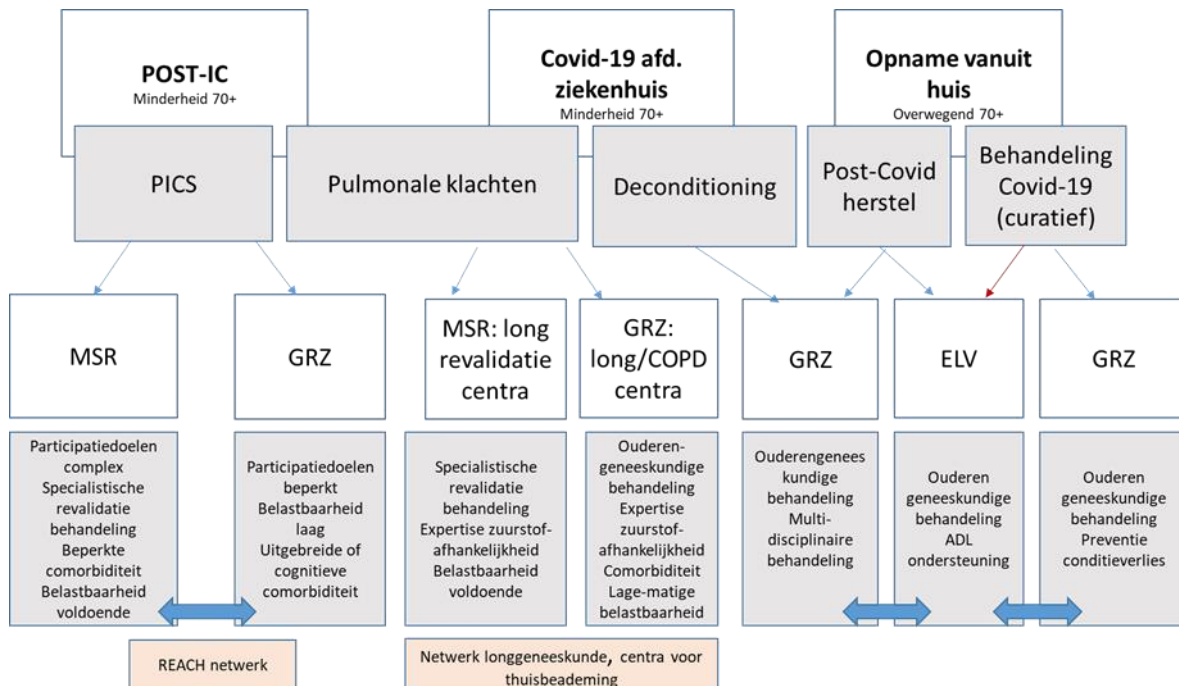 POST-IC
Minderheid 70+
Covid-19 afd.
ziekenhuis
Minderheid 70+
Opname vanuit
huis
Overwegend 70+
PICS
Pulmonale klachten
Deconditioning
Post-Covid
herstel
Behandeling
Covid-19
(curatief)
MSR
GRZ
MSR: long
revalidatie
centra
GRZ:
long/COPD
centra
GRZ
ELV
GRZ
Participatiedoelen
complex
Specialistische
revalidatie
behandeling
Beperkte
comorbiditeit
Belastbaarheid
voldoende
Participatiedoelen
beperkt
Belastbaarheid
laag
Uitgebreide of
cognitieve
comorbiditeit
Specialistische
revalidatie
behandeling
Expertise zuurstof-
afhankelijkheid
Belastbaarheid
voldoende
Ouderen-
geneeskundige
behandeling
Expertise
zuurstof-
afhankelijkheid
Comorbiditeit
Lage-matige
belastbaarheid
Ouderengenees
kundige
behandeling
Multi-
disciplinaire
behandeling
Ouderen
geneeskundige
behandeling
ADL
ondersteuning
Ouderen
geneeskundige
behandeling
Preventie
conditieverlies
REACH netwerk
Netwerk longgeneeskunde, centra voor
thuisbeademing